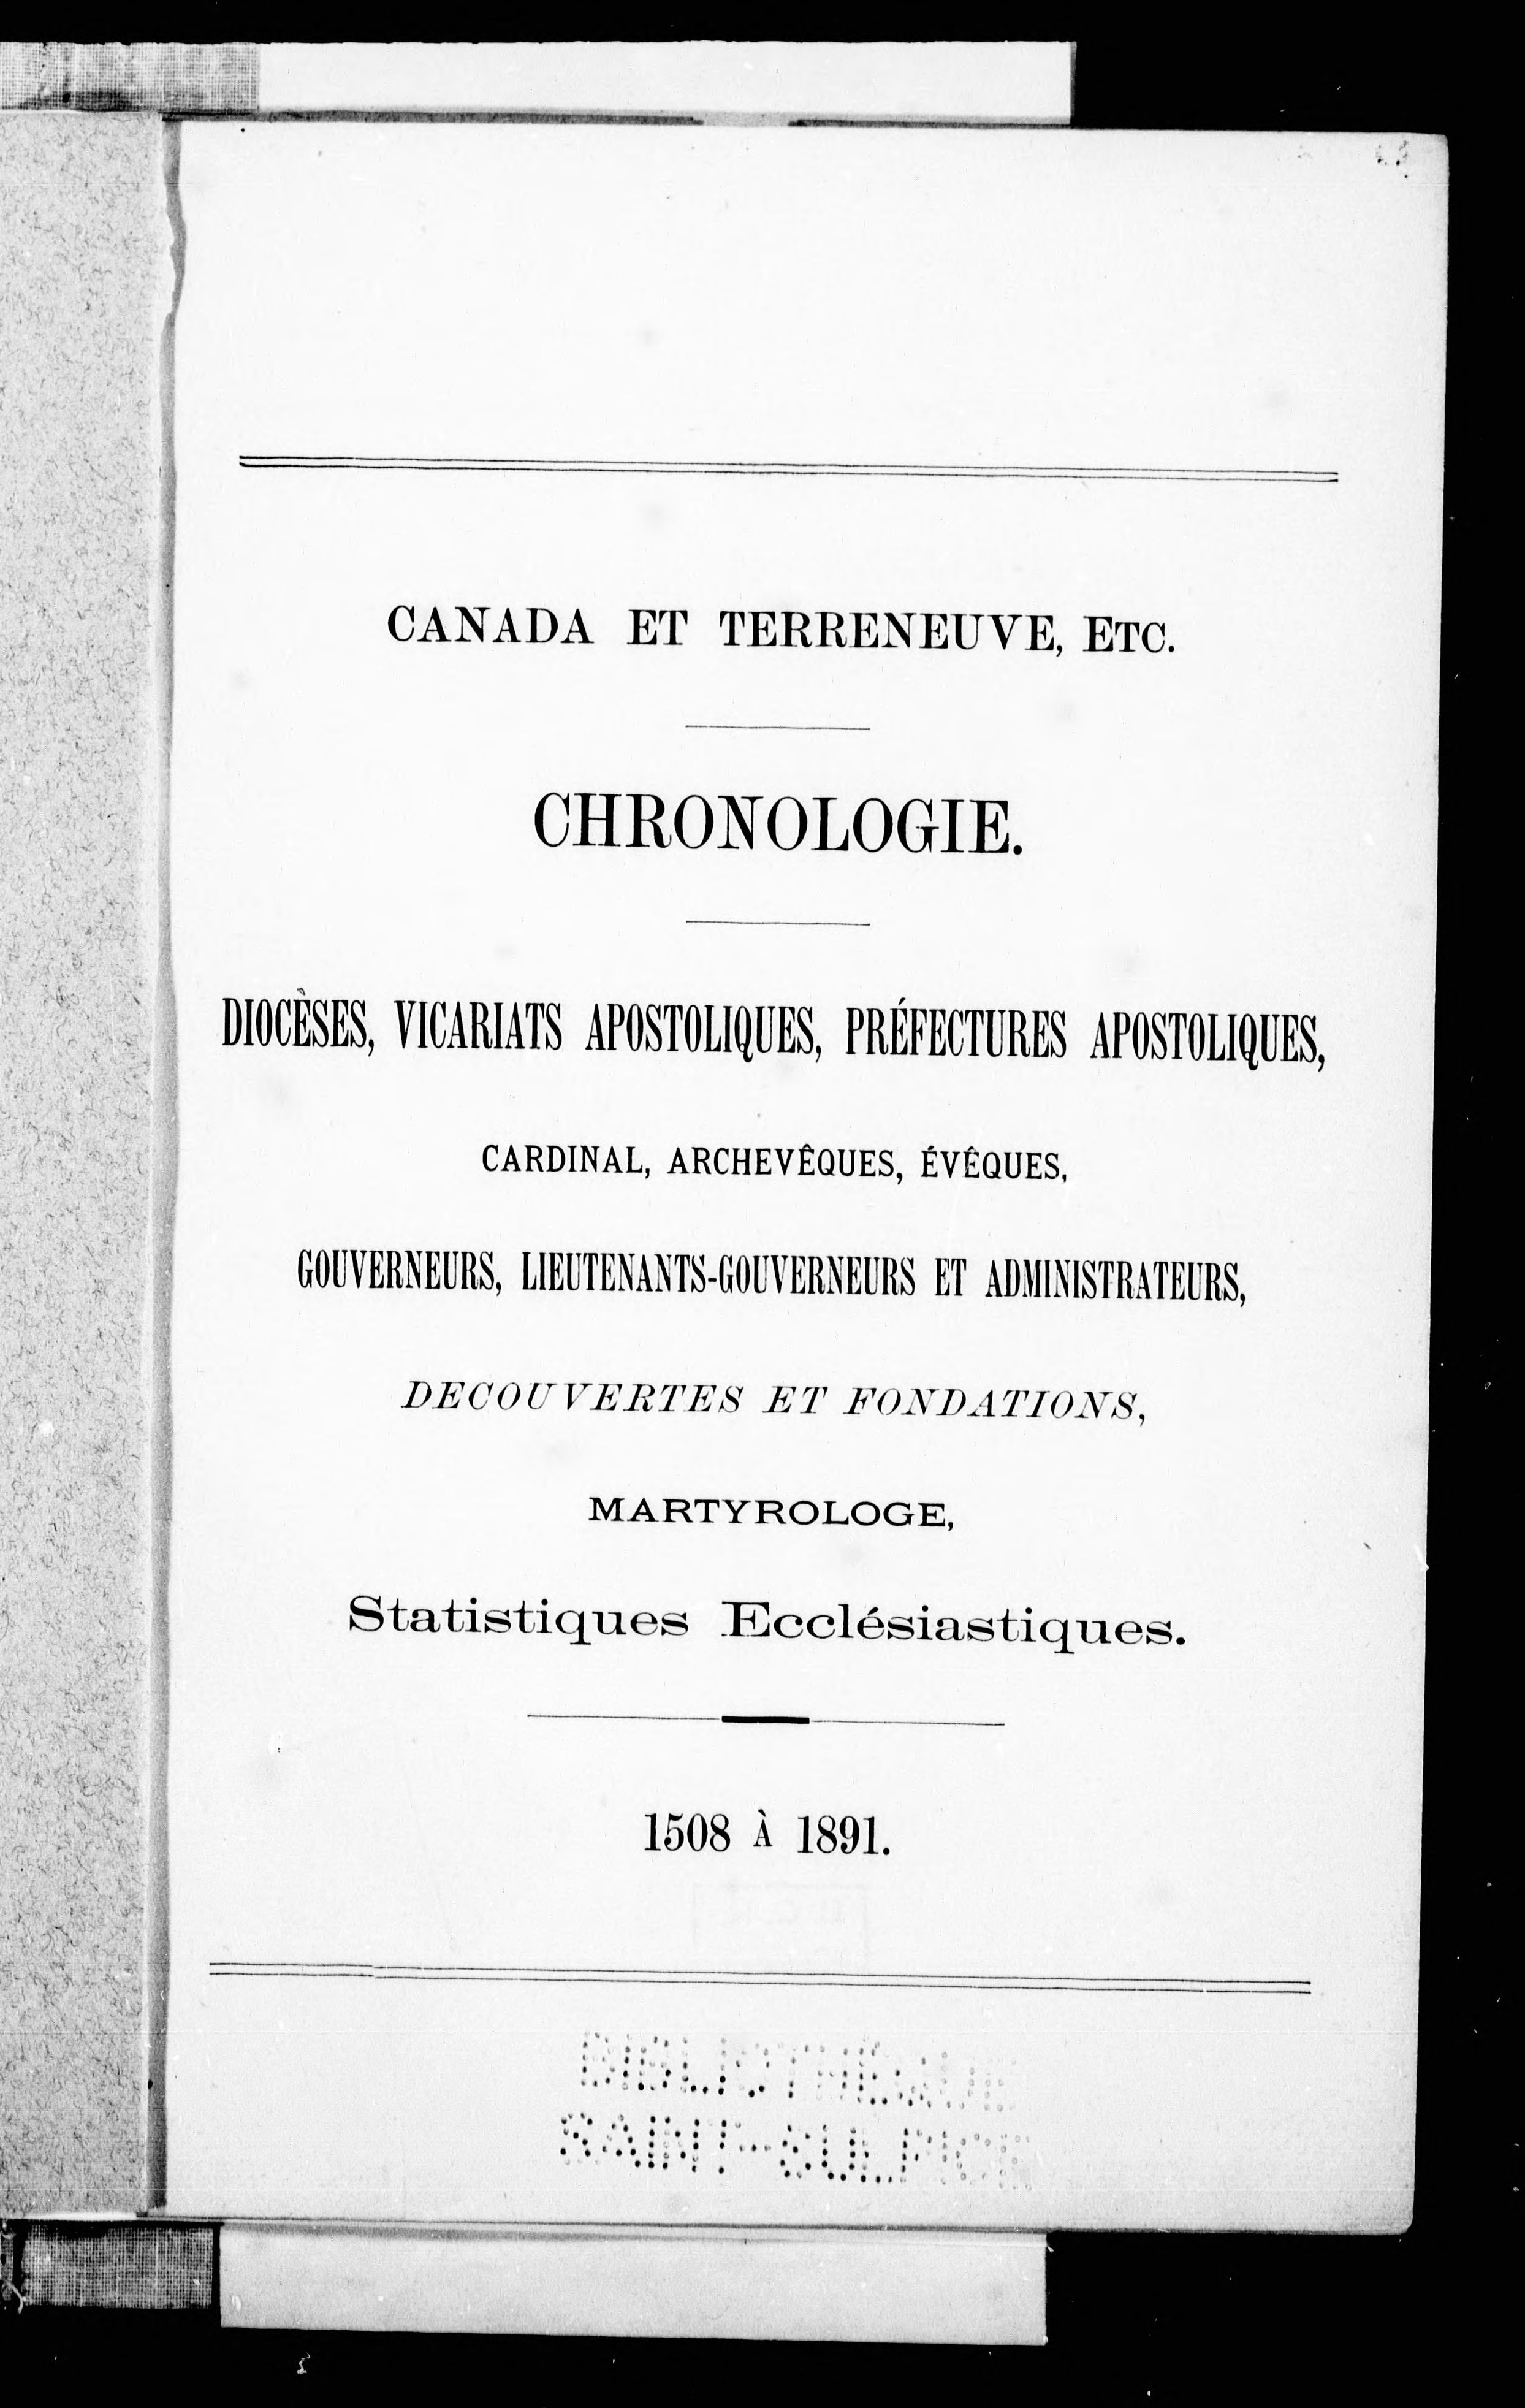 CANADA ET TERRENEUVE, ETC.
CHRONOLOGIE.
DIOCÈSES, VICARIATS APOSTOLIQUES, PRÉFECTURES APOSTOLIQUES,
CARDINAL, ARCHEVÊQUES, ÉVÊQUES,
GOUVERNEURS, LIEUTENANTS-GOUVERNEURS ET ADMINISTRATEURS,
DECOUVERTES ET FONDATIONS,
MARTYROLOGE,
Statistiques Ecclésiastiques.
1508 À 1891.
BIBLIOTHÈQUE
SAINT-SULPICE